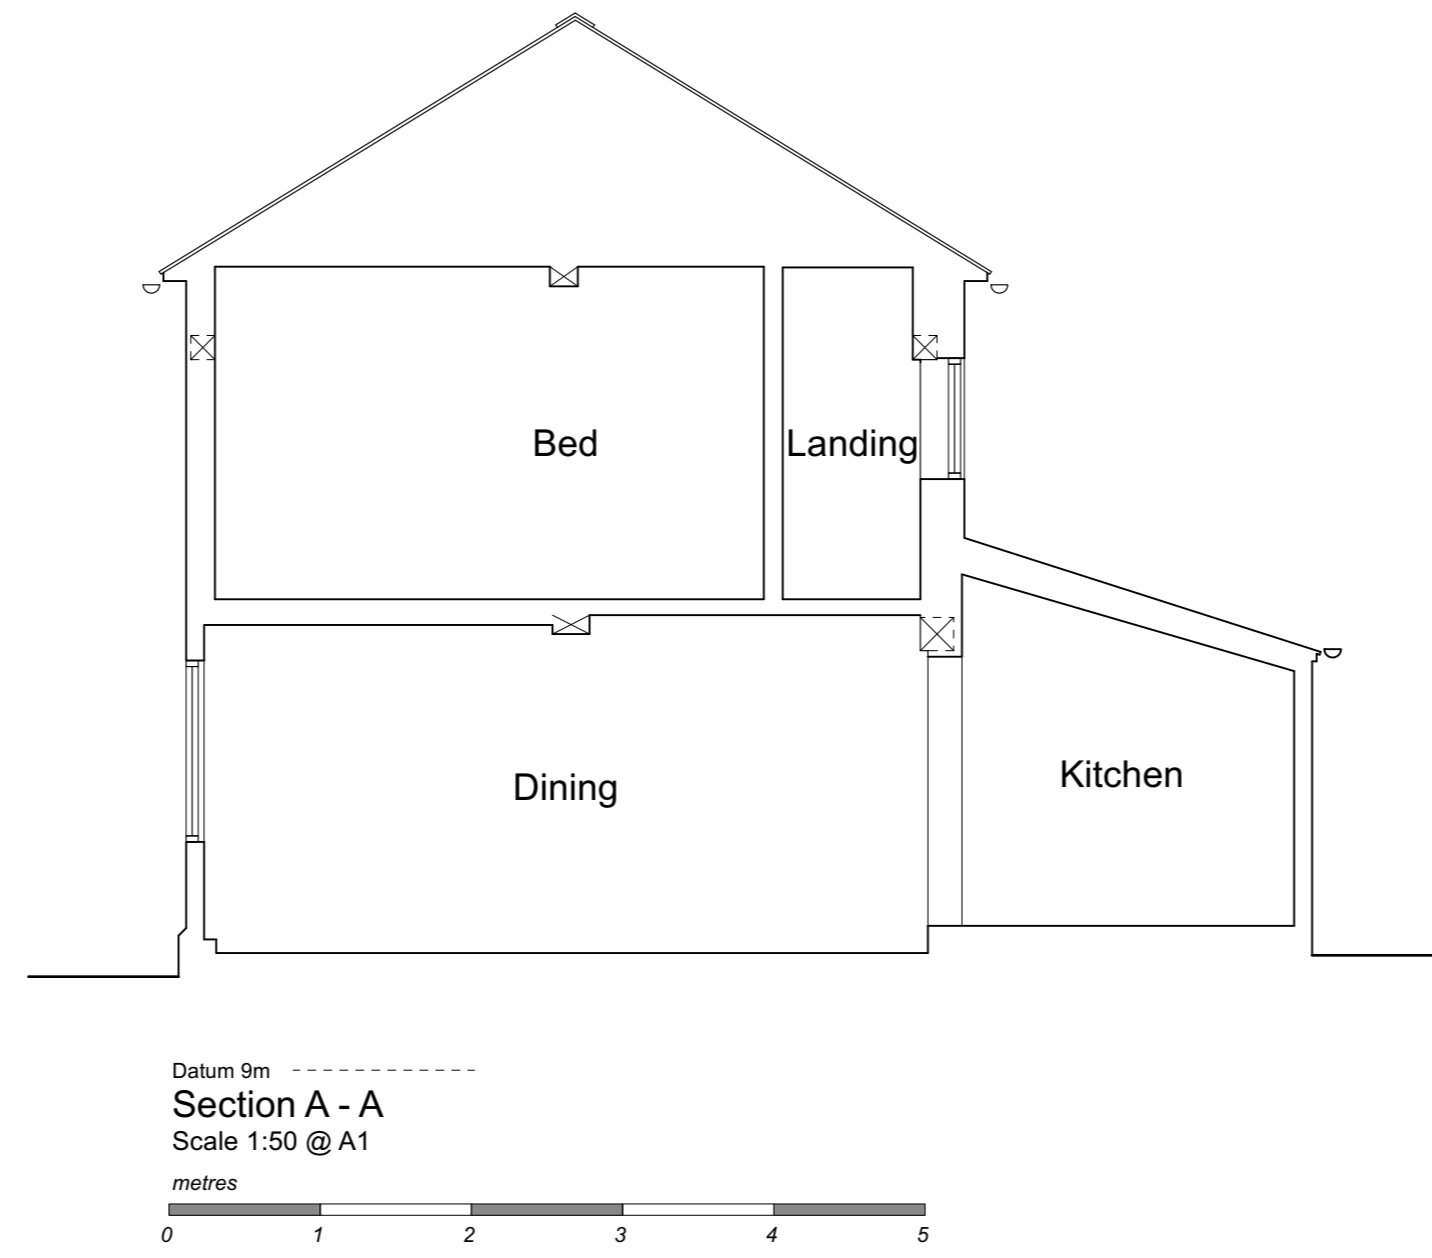 Bed
Landing
Dining
Kitchen
Datum 9m
Section A - A
Scale 1:50 @ A1
metres
0 1 2 3 4 5